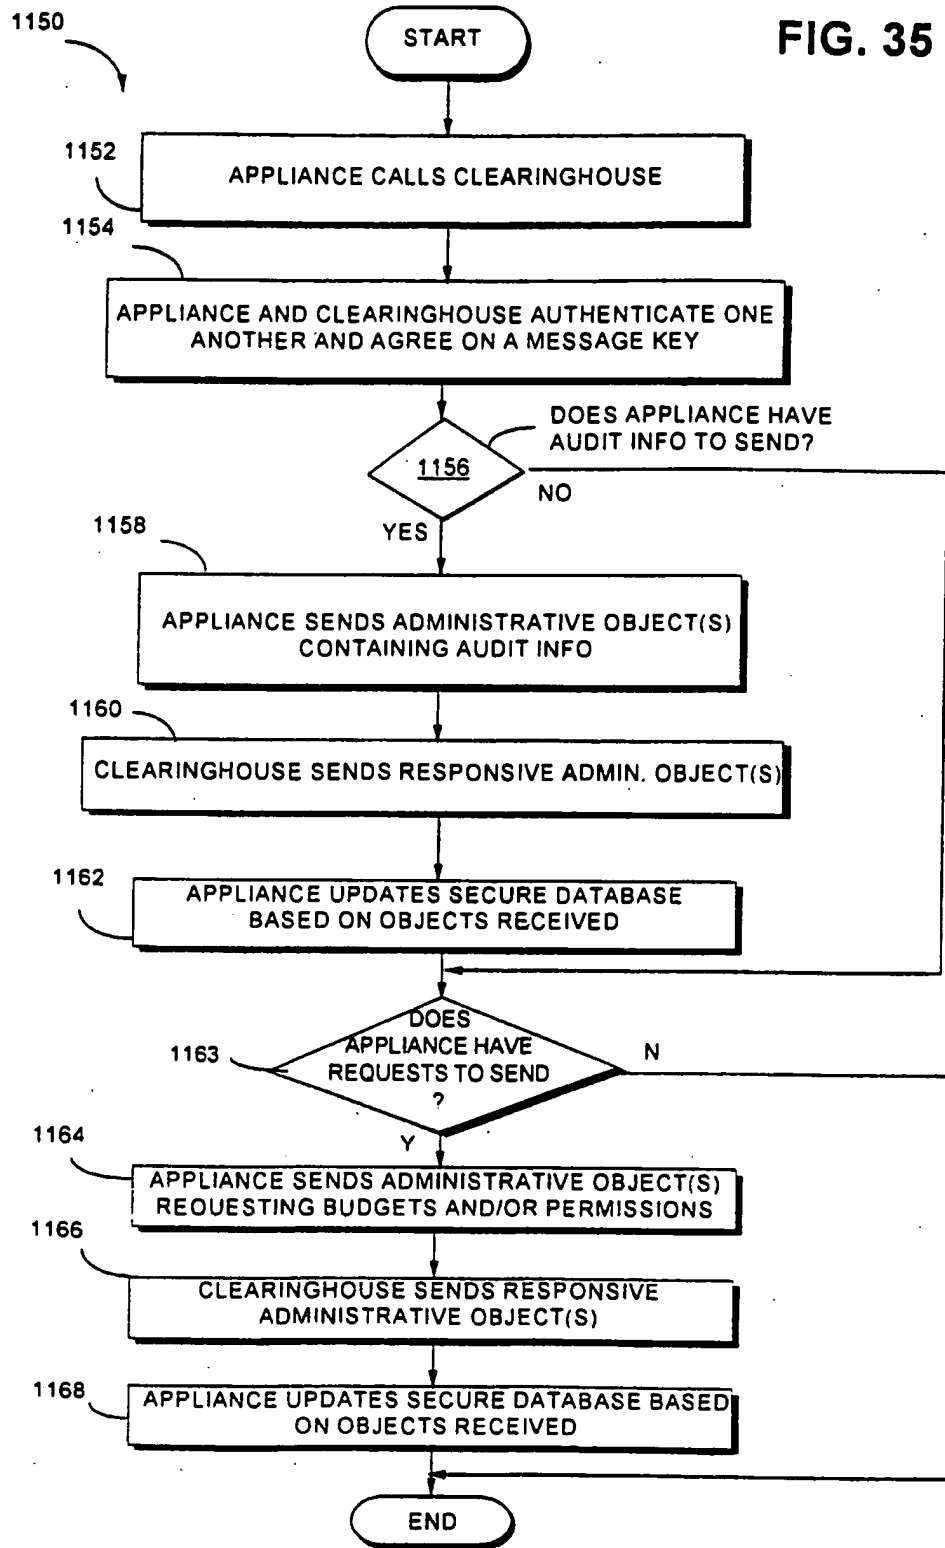 1150
START
FIG. 35
1152
APPLIANCE CALLS CLEARINGHOUSE
1154
APPLIANCE AND CLEARINGHOUSE AUTHENTICATE ONE
ANOTHER AND AGREE ON A MESSAGE KEY
DOES APPLIANCE HAVE
AUDIT INFO TO SEND?
1156
NO
YES
1158
APPLIANCE SENDS ADMINISTRATIVE OBJECT(S)
CONTAINING AUDIT INFO
1160
CLEARINGHOUSE SENDS RESPONSIVE ADMIN. OBJECT(S)
1162
APPLIANCE UPDATES SECURE DATABASE
BASED ON OBJECTS RECEIVED
DOES
APPLIANCE HAVE
REQUESTS TO SEND
?
1163
N
Y
1164
APPLIANCE SENDS ADMINISTRATIVE OBJECT(S)
REQUESTING BUDGETS AND/OR PERMISSIONS
1166
CLEARINGHOUSE SENDS RESPONSIVE
ADMINISTRATIVE OBJECT(S)
1168
APPLIANCE UPDATES SECURE DATABASE BASED
ON OBJECTS RECEIVED
END